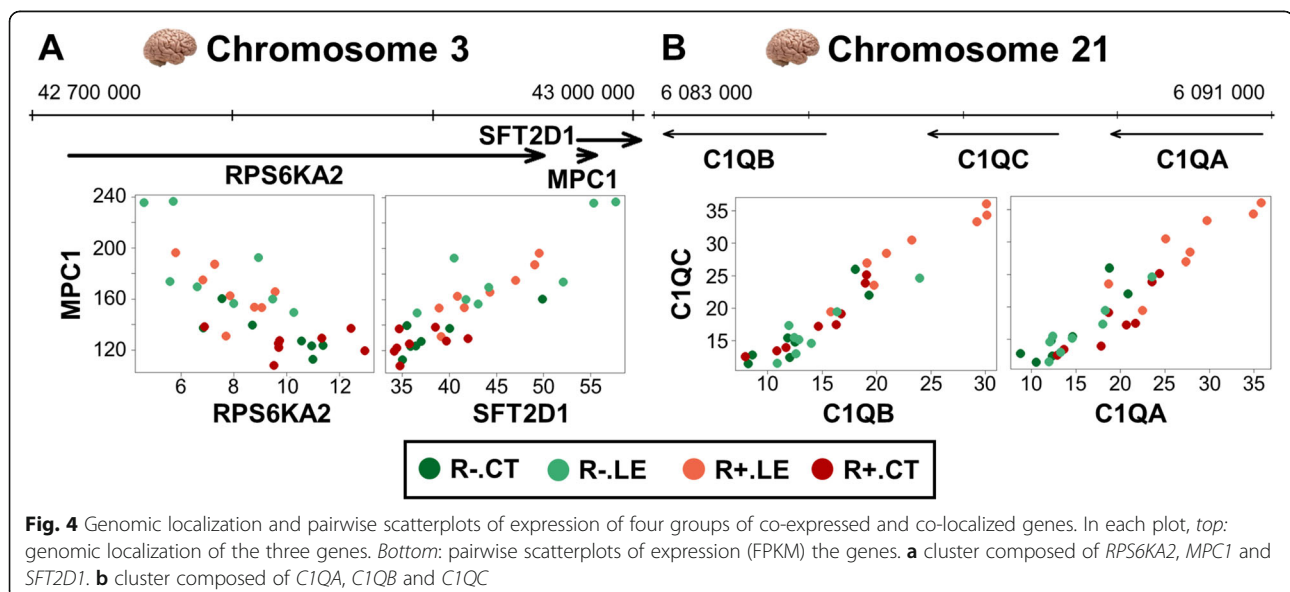 A Chromosome 3
42 700 000 43 000 000
SFT2D1
RPS6KA2 MPC1
240
200
160
120
MPC1
6 8 10 12
RPS6KA2
35 40 45 50 55
SFT2D1
B Chromosome 21
6 083 000 6 091 000
C1QB C1QC C1QA
35
30
25
20
15
C1QC
10 15 20 25 30
C1QB
10 15 20 25 30 35
C1QA
R-.CT R-.LE R+.LE R+.CT
Fig. 4 Genomic localization and pairwise scatterplots of expression of four groups of co-expressed and co-localized genes. In each plot, top:
genomic localization of the three genes. Bottom: pairwise scatterplots of expression (FPKM) the genes. a cluster composed of RPS6KA2, MPC1 and
SFT2D1. b cluster composed of C1QA, C1QB and C1QC